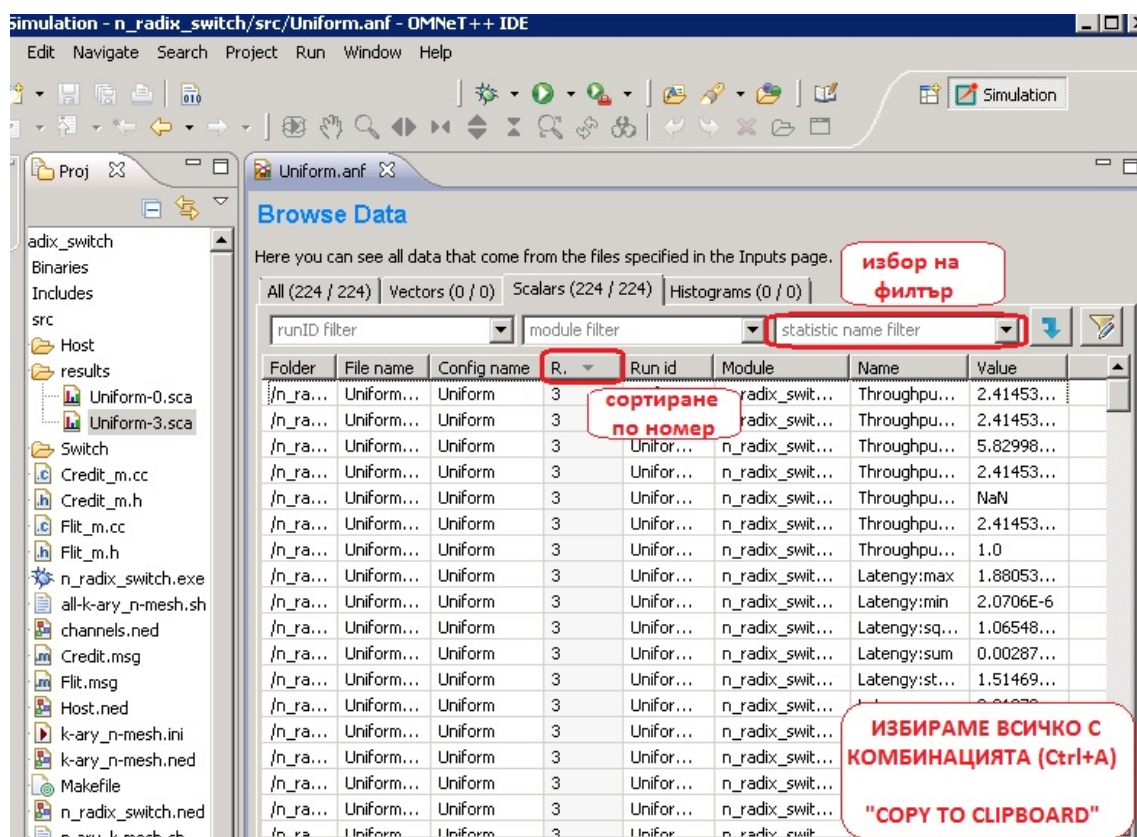 Simulation - n_radix_switch/src/Uniform.anf - OMNeT++ IDE
Edit Navigate Search Project Run Window Help
Simulation
Proj
Uniform.anf
Browse Data
adix_switch
Binaries
Includes
src
Host
results
Uniform-0.sca
Uniform-3.sca
Switch
Credit_m.cc
Credit_m.h
Flit_m.cc
Flit_m.h
n_radix_switch.exe
all-k-ary_n-mesh.sh
channels.ned
Credit.msg
Flit.msg
Host.ned
k-ary_n-mesh.ini
k-ary_n-mesh.ned
Makefile
n_radix_switch.ned
Here you can see all data that come from the files specified in the Inputs page.
избор на
филтър
All (224 / 224) Vectors (0 / 0) Scalars (224 / 224) Histograms (0 / 0)
runID filter module filter statistic name filter
Folder File name Config name R. Run id Module Name Value
/n_ra... Uniform... Uniform 3 radix_swit... Throughpu... 2.41453...
/n_ra... Uniform... Uniform 3 radix_swit... Throughpu... 2.41453...
/n_ra... Uniform... Uniform 3 Unifor... n_radix_swit... Throughpu... 5.82998...
/n_ra... Uniform... Uniform 3 Unifor... n_radix_swit... Throughpu... 2.41453...
/n_ra... Uniform... Uniform 3 Unifor... n_radix_swit... Throughpu... NaN
/n_ra... Uniform... Uniform 3 Unifor... n_radix_swit... Throughpu... 2.41453...
/n_ra... Uniform... Uniform 3 Unifor... n_radix_swit... Throughpu... 1.0
/n_ra... Uniform... Uniform 3 Unifor... n_radix_swit... Latengy:max 1.88053...
/n_ra... Uniform... Uniform 3 Unifor... n_radix_swit... Latengy:min 2.0706E-6
/n_ra... Uniform... Uniform 3 Unifor... n_radix_swit... Latengy:sq... 1.06548...
/n_ra... Uniform... Uniform 3 Unifor... n_radix_swit... Latengy:sum 0.00287...
/n_ra... Uniform... Uniform 3 Unifor... n_radix_swit... Latengy:st... 1.51469...
/n_ra... Uniform... Uniform 3 Unifor... n_radix_swit...
/n_ra... Uniform... Uniform 3 Unifor... n_radix_swit...
/n_ra... Uniform... Uniform 3 Unifor... n_radix_swit...
/n_ra... Uniform... Uniform 3 Unifor... n_radix_swit...
/n_ra... Uniform... Uniform 3 Unifor... n_radix_swit...
сортиране
по номер
ИЗБИРАМЕ ВСИЧКО С
КОМБИНАЦИЯТА (Ctrl+A)
"COPY TO CLIPBOARD"